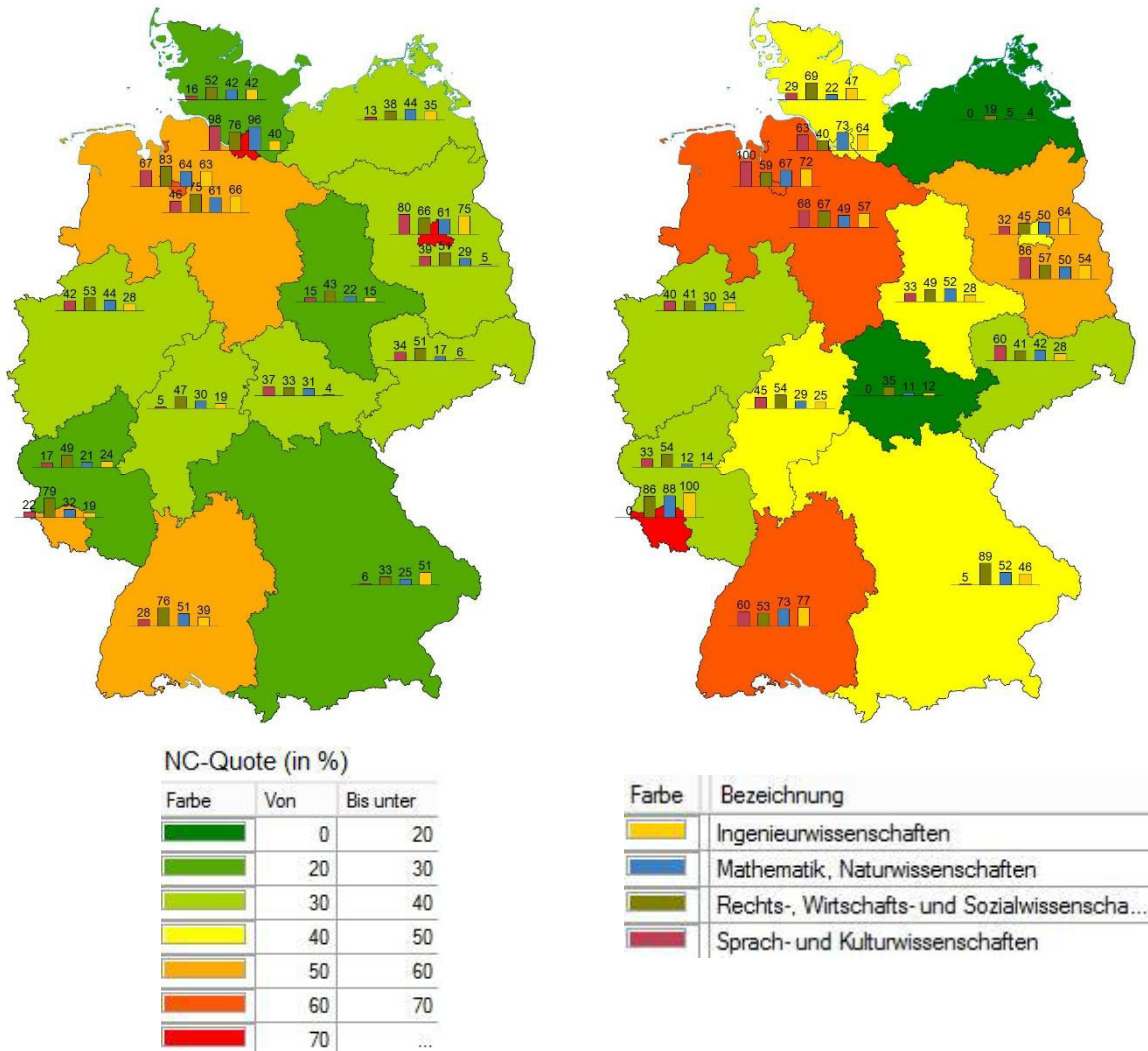 16 52 42 42
98 76 96 40
13 38 44 35
67 83 64 63
46 75 61 66
80 66 61 75
39 51 29 5
42 53 44 28
15 43 22 15
34 51 17 6
37 33 31 4
5 47 30 19
17 49 21 24
22 79 32 19
6 33 25 51
28 76 51 39
29 69 22 47
0 19 5 4
63 40 73 64
100 59 67 72
68 67 49 57
32 45 50 64
86 57 50 54
33 49 52 28
40 41 30 34
60 41 42 28
0 35 11 12
45 54 29 25
33 54 12 14
0 86 88 100
5 89 52 46
60 53 73 77
NC-Quote (in %)
Farbe Von Bis unter
0 20
20 30
30 40
40 50
50 60
60 70
70 ...
Farbe Bezeichnung
Ingenieurwissenschaften
Mathematik, Naturwissenschaften
Rechts-, Wirtschafts- und Sozialwissenscha...
Sprach- und Kulturwissenschaften